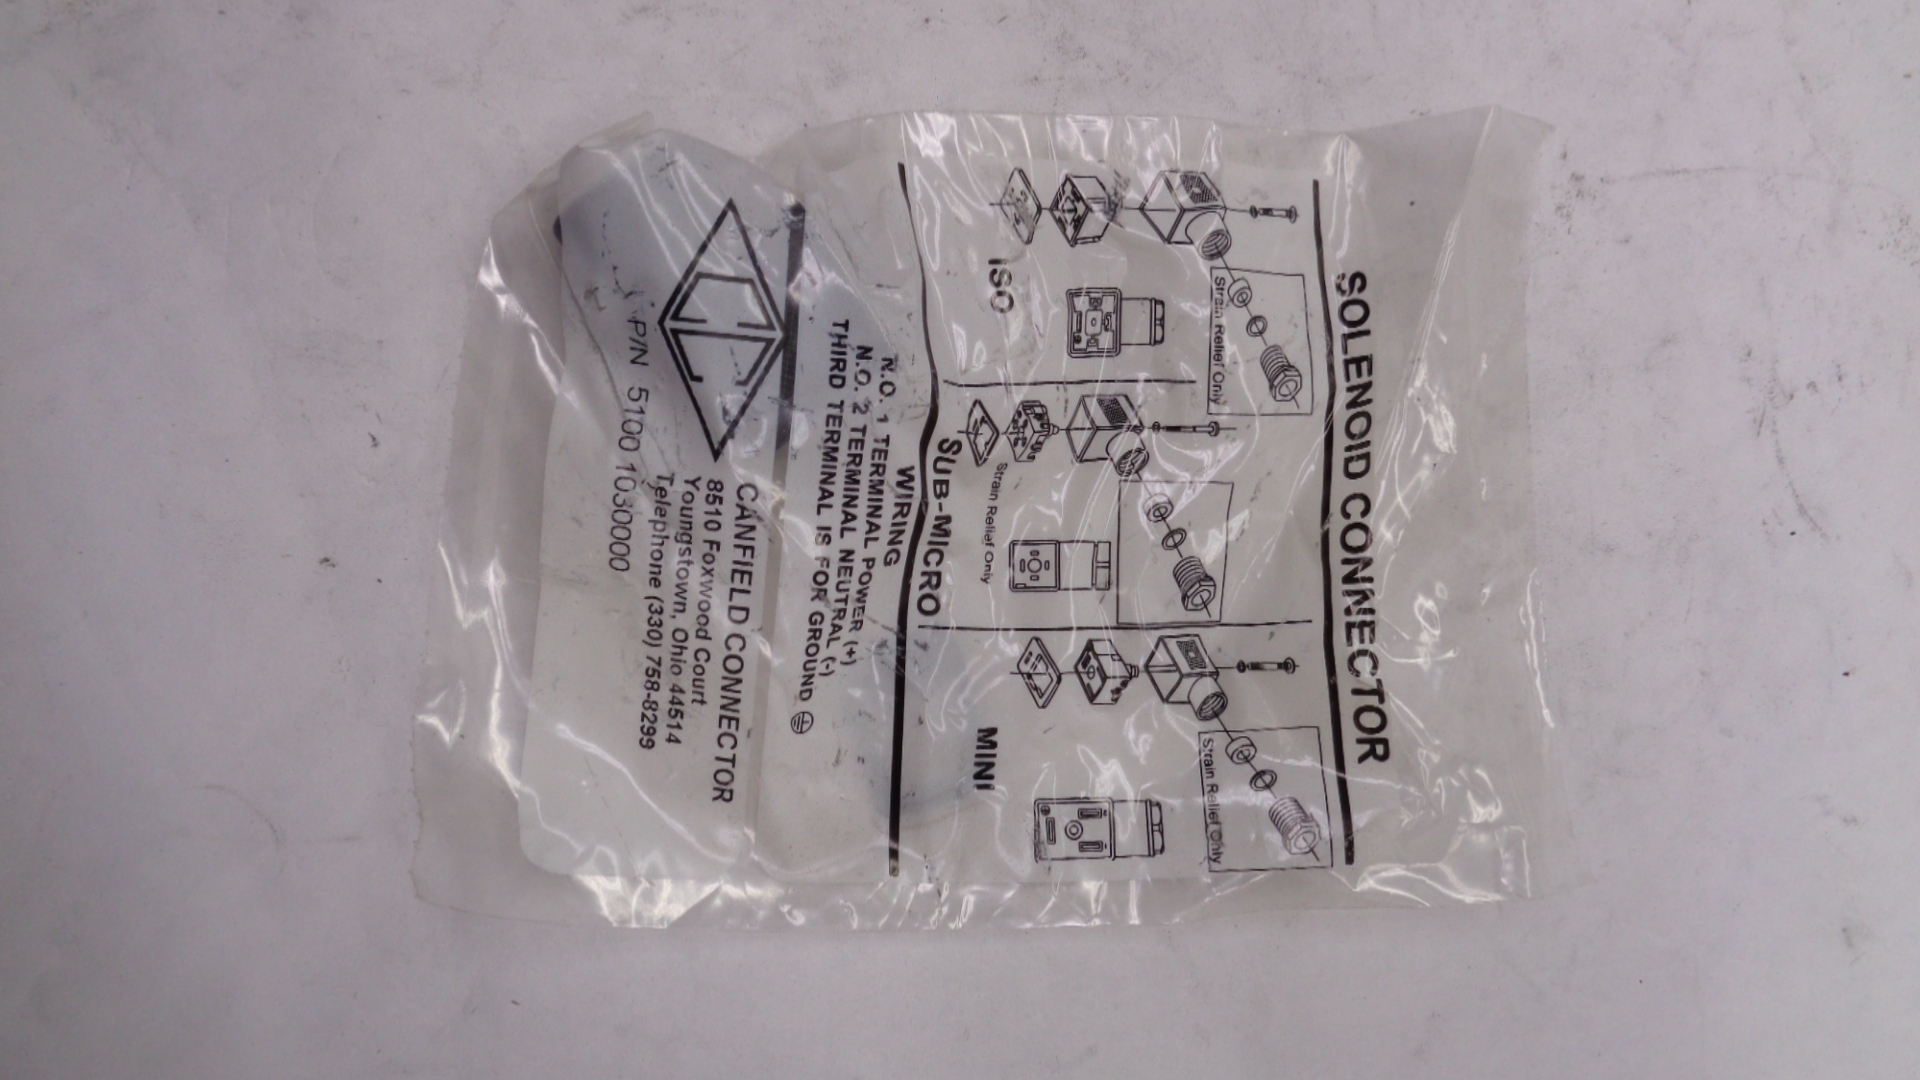 SOLENOID CONNECTOR
Strain Relief Only
ISO
Strain Relief Only
SUB-MICRO
Strain Relief Only
MINI
WIRING
N.O. 1 TERMINAL POWER (+)
N.O. 2 TERMINAL NEUTRAL (-)
THIRD TERMINAL IS FOR GROUND
CANFIELD CONNECTOR
8510 Foxwood Court
Youngstown, Ohio 44514
Telephone (330) 758-8299
P/N 5100 1030000